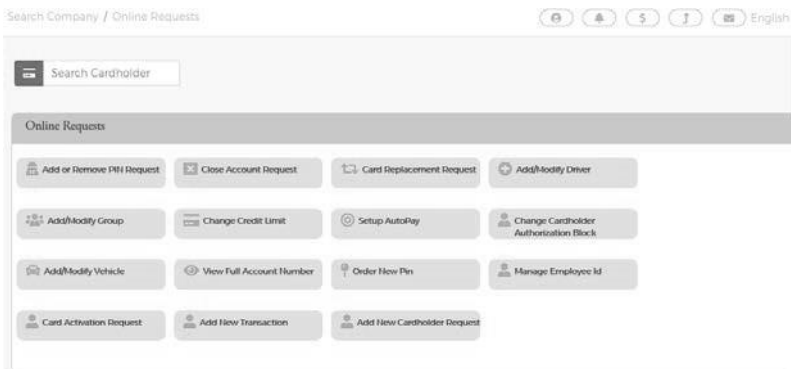 Search Company / Online Requests
$
English
Search Cardholder
Online Requests
Add or Remove PIN Request
Close Account Request
Card Replacement Request
Add/Modify Driver
Add/Modify Group
Change Credit Limit
Setup AutoPay
Change Cardholder
Authorization Block
Add/Modify Vehicle
View Full Account Number
Order New Pin
Manage Employee Id
Card Activation Request
Add New Transaction
Add New Cardholder Request